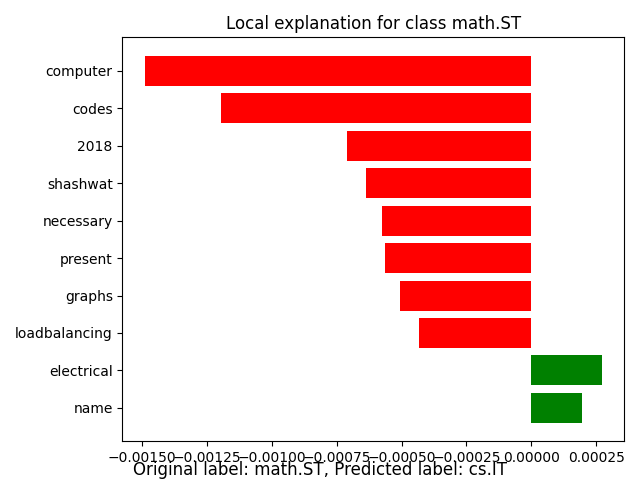 Local explanation for class math.ST
computer
codes
2018
shashwat
necessary
present
graphs
loadbalancing
electrical
name
−0.00150 −0.00125 −0.00100 −0.00075 −0.00050 −0.00025 0.00000 0.00025
Original label: math.ST, Predicted label: cs.IT